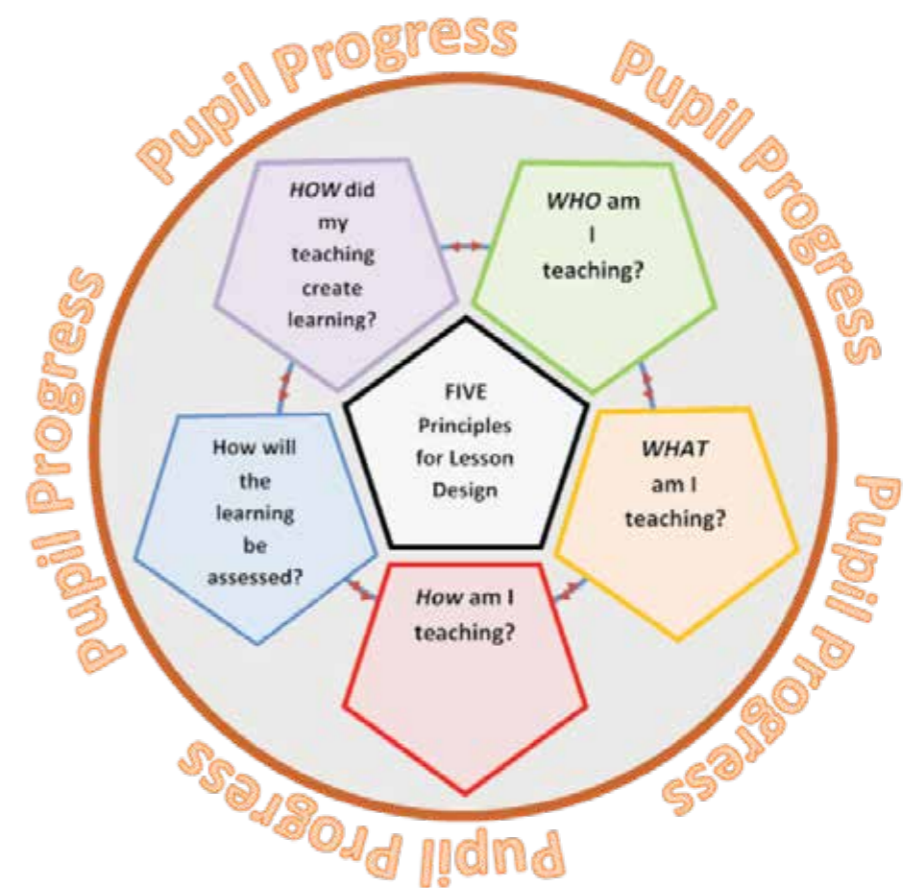 Pupil Progress
Pupil Progress
Pupil Progress
Pupil Progress
Pupil Progress
HOW did
my
teaching
create
learning?
WHO am
I
teaching?
WHAT
am I
teaching?
How am I
teaching?
How will
the
learning
be
assessed?
FIVE
Principles
for Lesson
Design